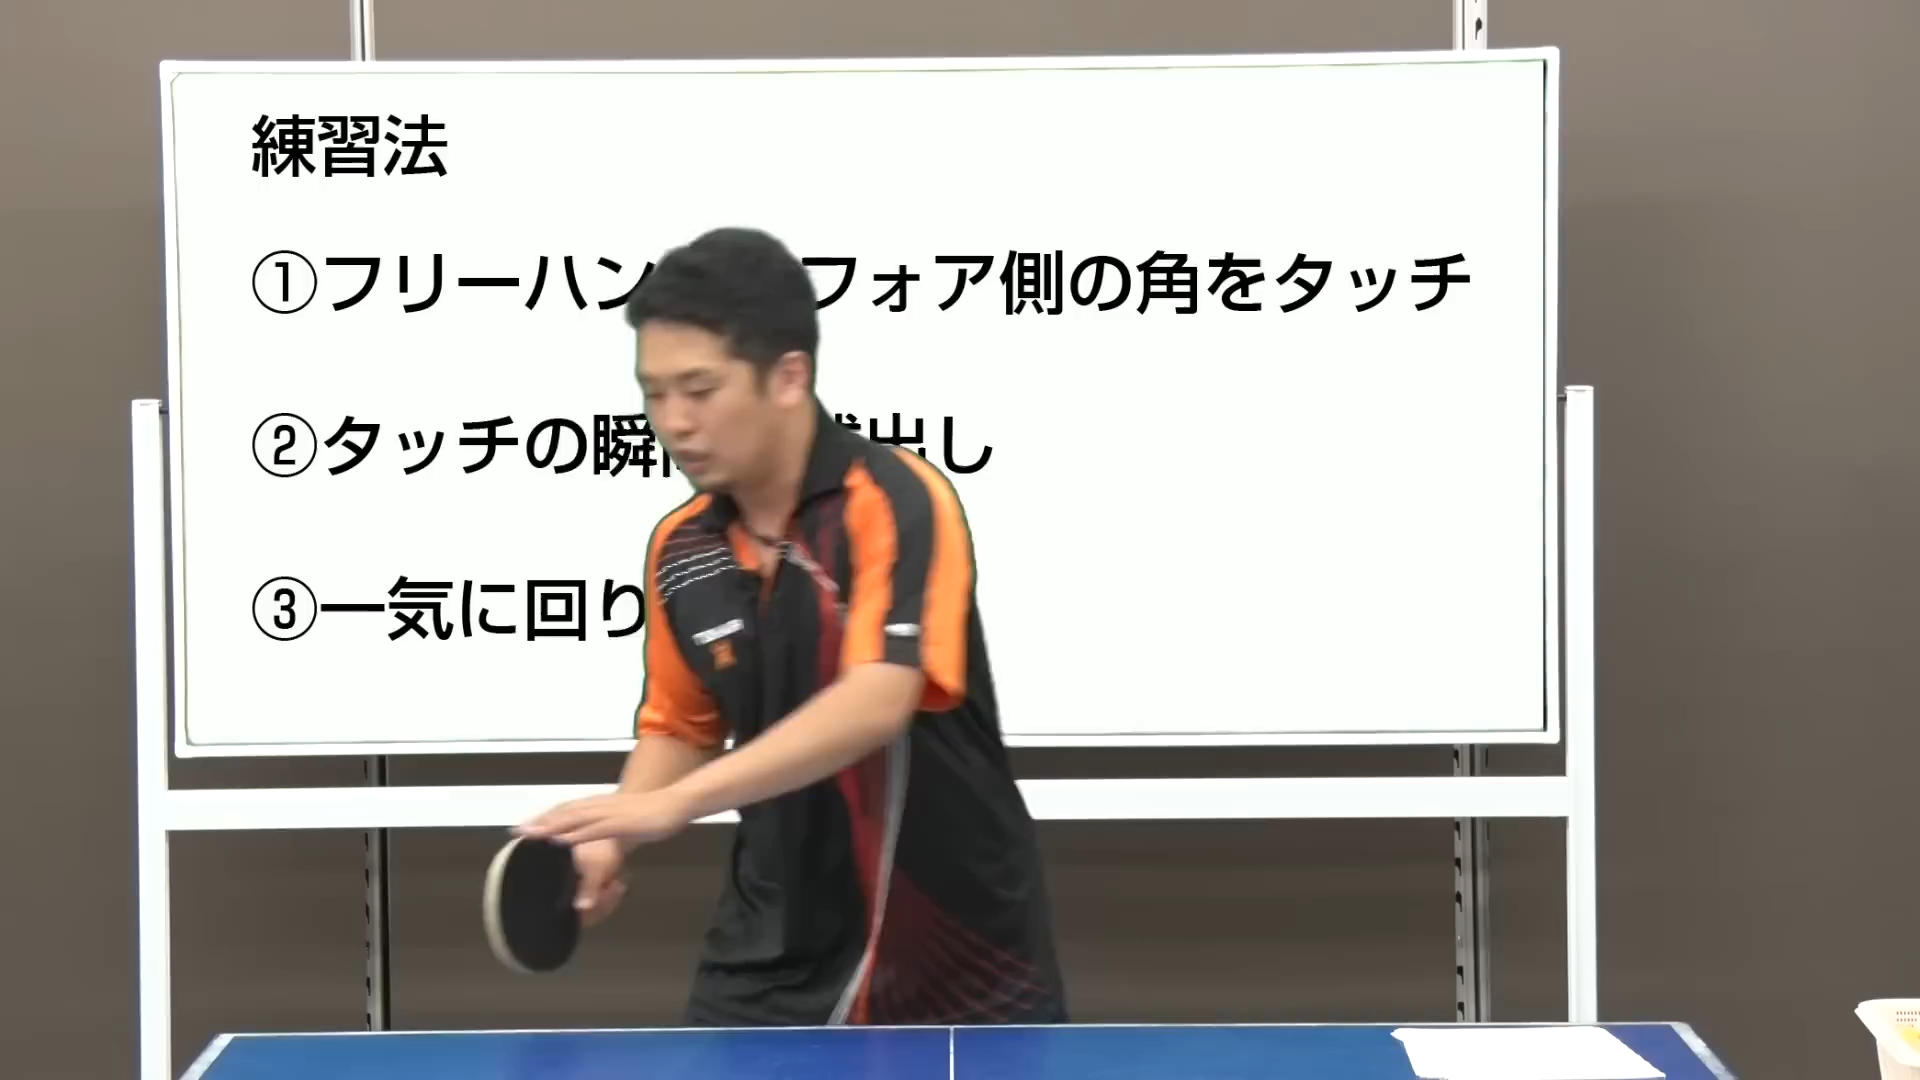 練習法
①フリーハン フォア側の角をタッチ
②タッチの瞬 出し
③一気に回り